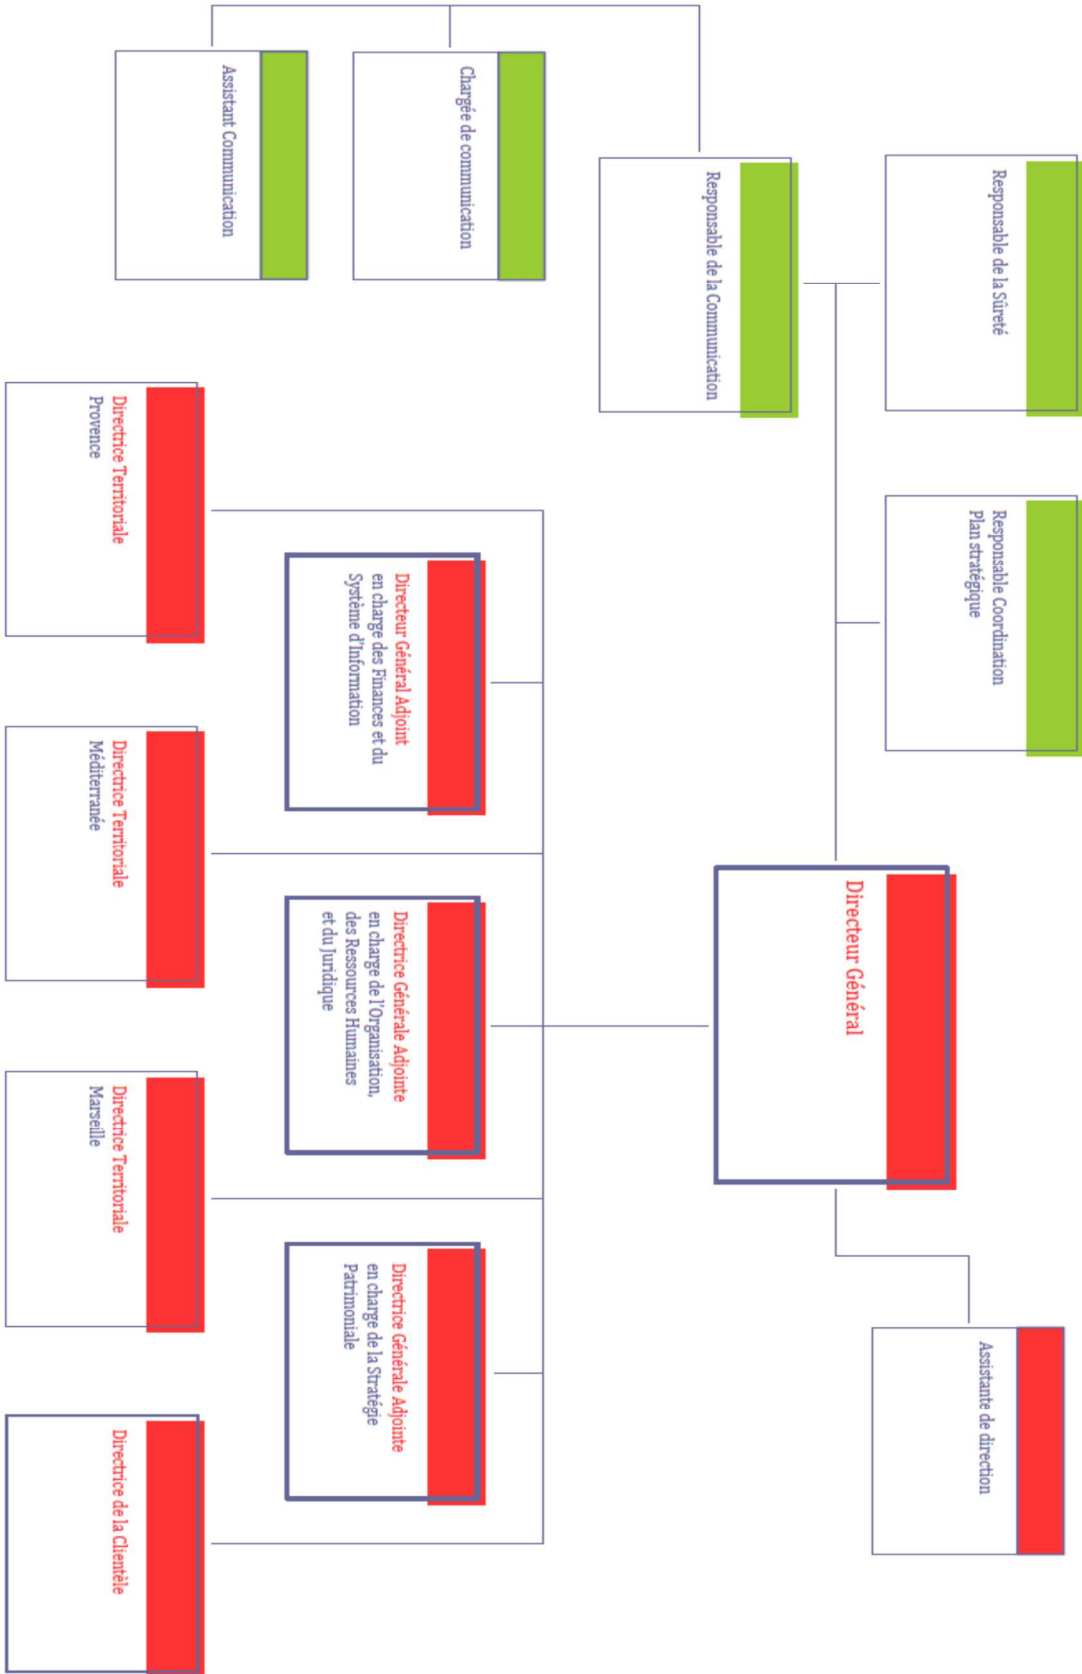 Responsable de la Sûreté
Responsable Coordination
Plan stratégique
Assistante de direction
Responsable de la Communication
Directeur Général
Chargée de communication
Assistant Communication
Directeur Général Adjoint
en charge des Finances et du
Système d'Information
Directrice Générale Adjointe
en charge de l'Organisation,
des Ressources Humaines
et du Juridique
Directrice Générale Adjointe
en charge de la Stratégie
Patrimoniale
Directrice Territoriale
Provence
Directrice Territoriale
Méditerranée
Directrice Territoriale
Marseille
Directrice de la Clientèle